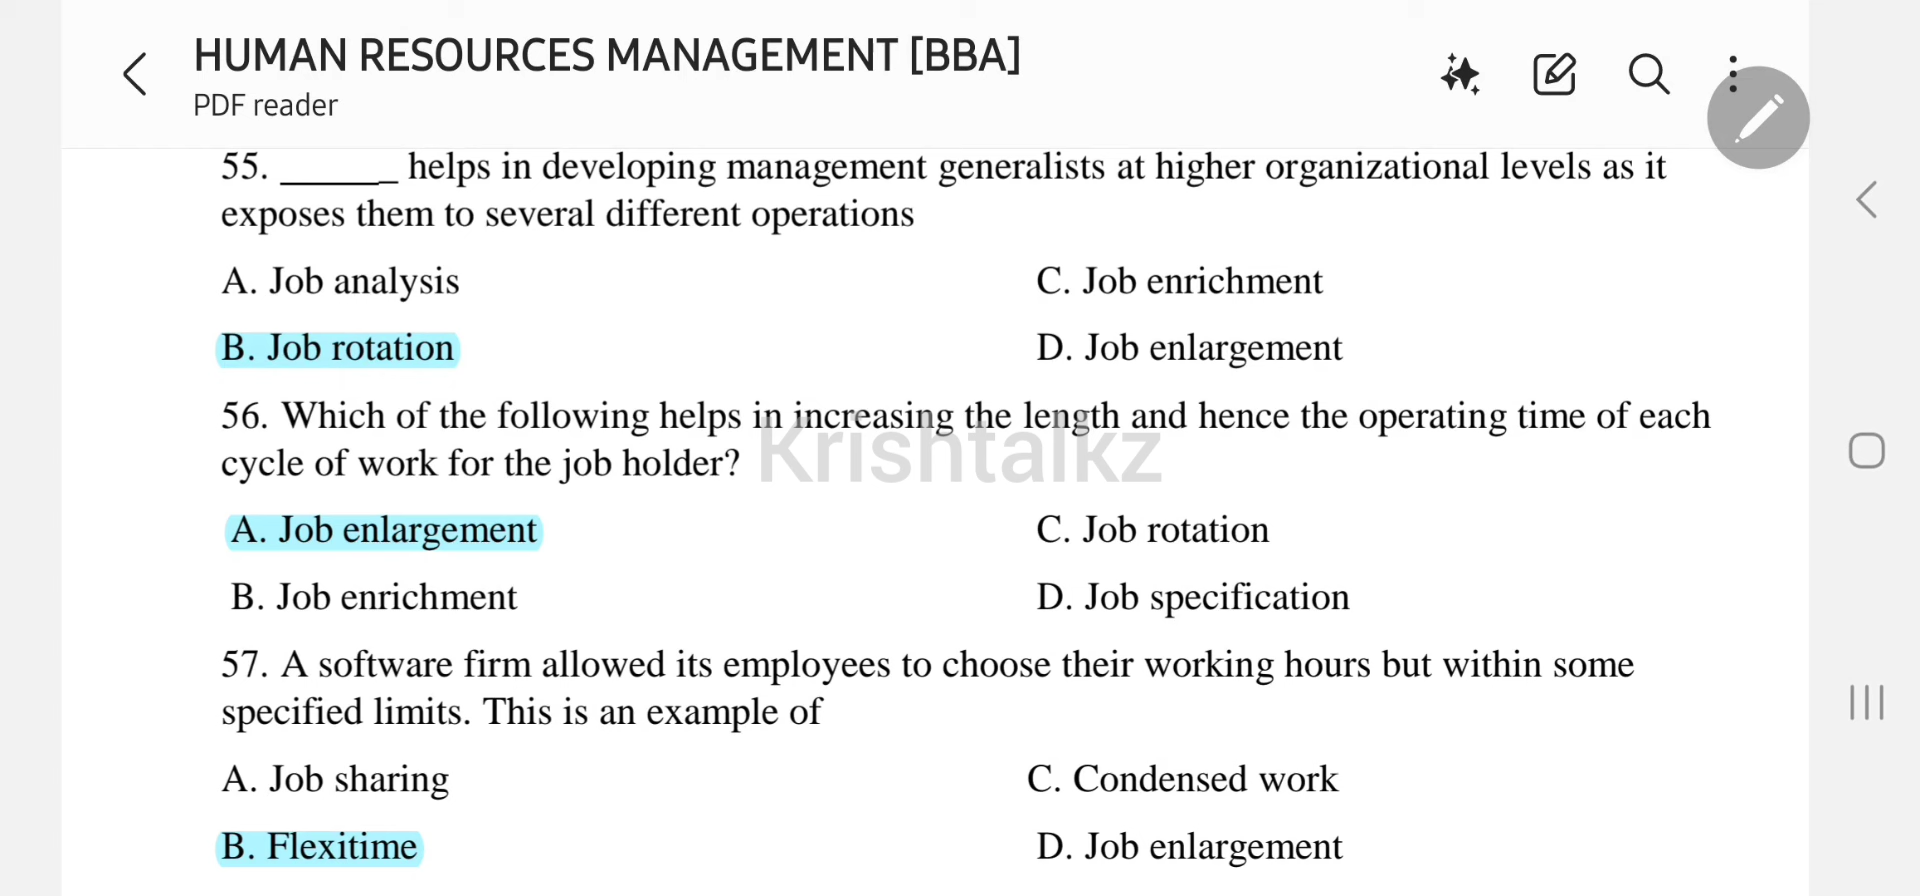 HUMAN RESOURCES MANAGEMENT [BBA]
PDF reader
55. ______ helps in developing management generalists at higher organizational levels as it
exposes them to several different operations
A. Job analysis
C. Job enrichment
B. Job rotation
D. Job enlargement
56. Which of the following helps in increasing the length and hence the operating time of each
cycle of work for the job holder?
Krishtalkz
A. Job enlargement
C. Job rotation
B. Job enrichment
D. Job specification
57. A software firm allowed its employees to choose their working hours but within some
specified limits. This is an example of
A. Job sharing
C. Condensed work
B. Flexitime
D. Job enlargement